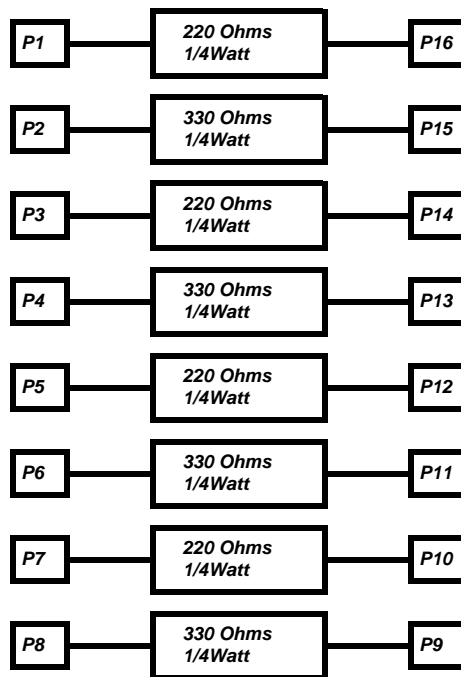 P1
220 Ohms
1/4Watt
P16
P2
330 Ohms
1/4Watt
P15
P3
220 Ohms
1/4Watt
P14
P4
330 Ohms
1/4Watt
P13
P5
220 Ohms
1/4Watt
P12
P6
330 Ohms
1/4Watt
P11
P7
220 Ohms
1/4Watt
P10
P8
330 Ohms
1/4Watt
P9